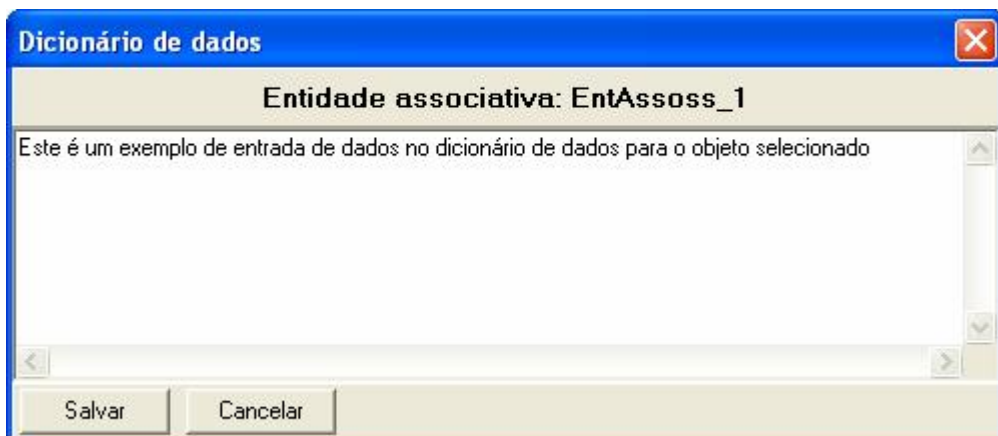 Dicionário de dados
Entidade associativa: EntAssoss_1
Este é um exemplo de entrada de dados no dicionário de dados para o objeto selecionado
Salvar Cancelar